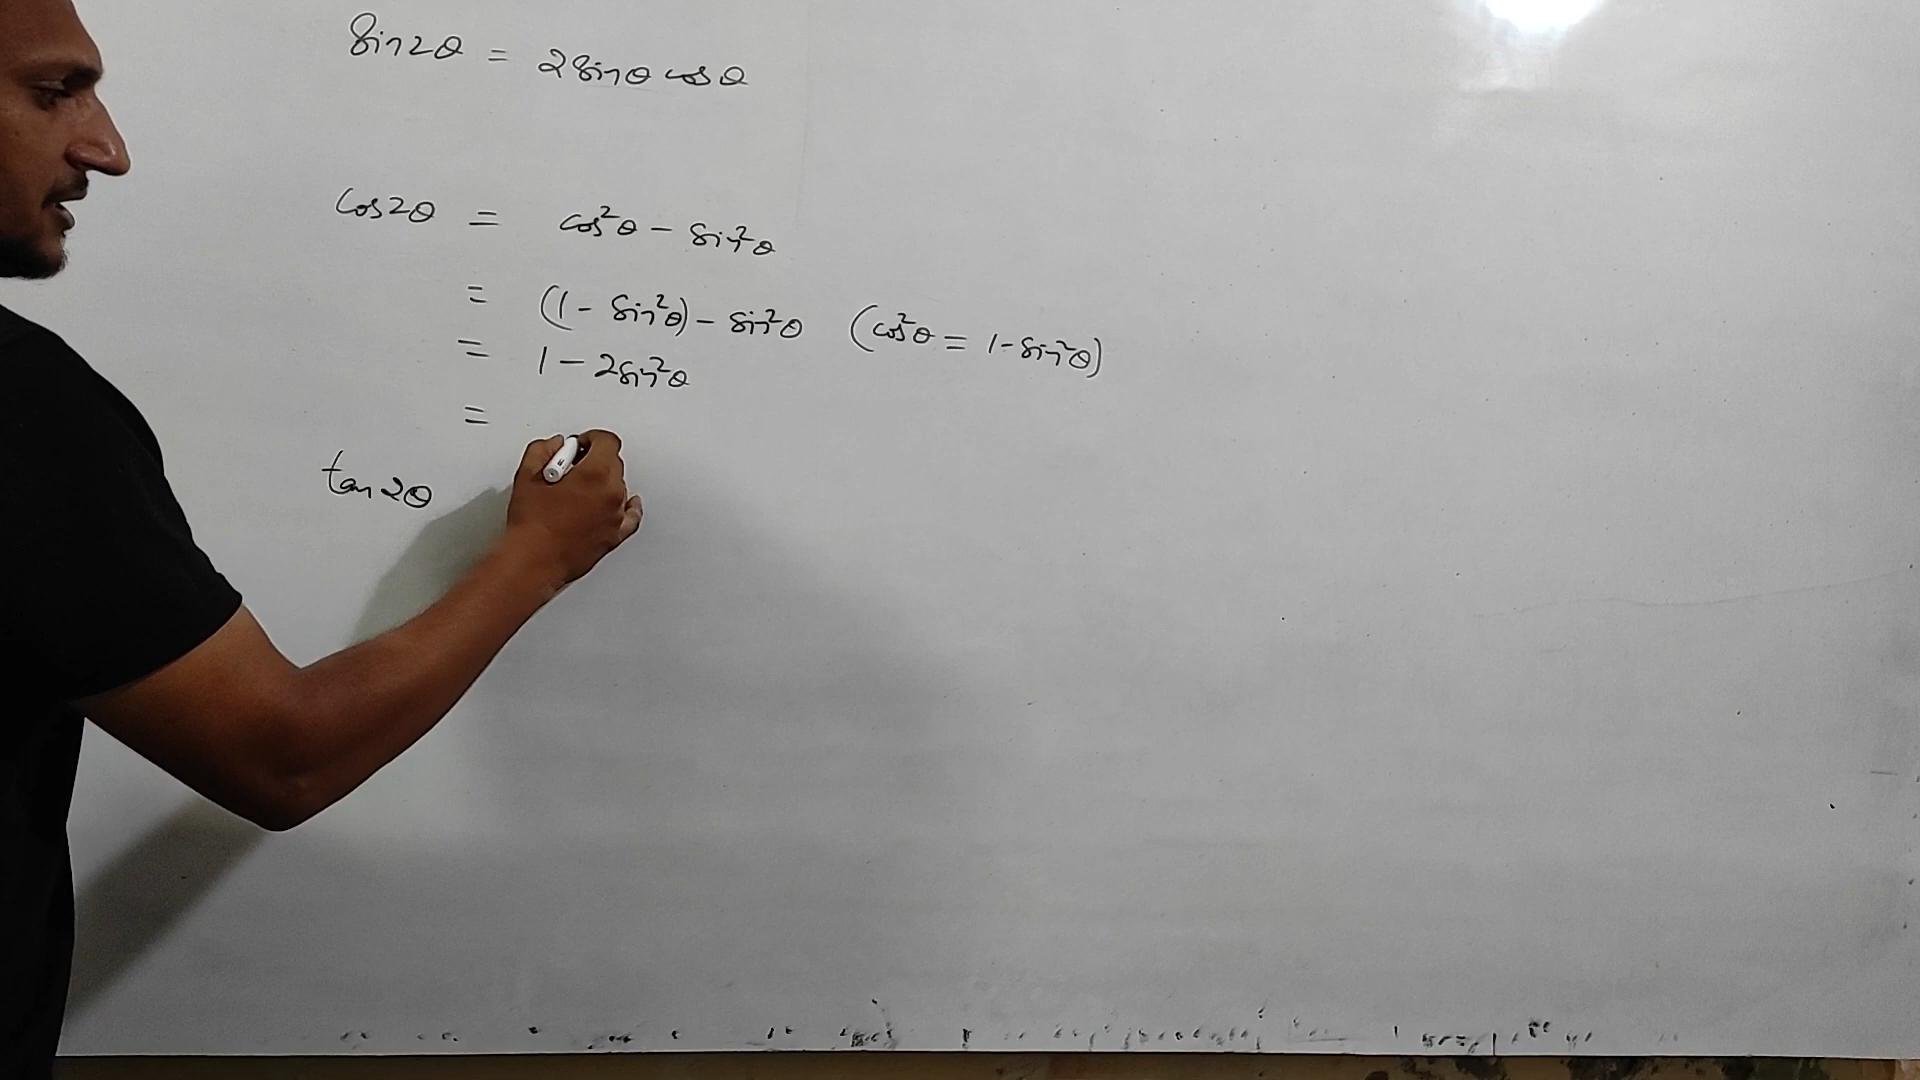 Sin2θ = 2Sinθ cosθ
Cos2θ = cos²θ - Sin²θ
= (1 - Sin²θ) - Sin²θ (cos²θ = 1 - Sin²θ)
= 1 - 2Sin²θ
=
tan2θ